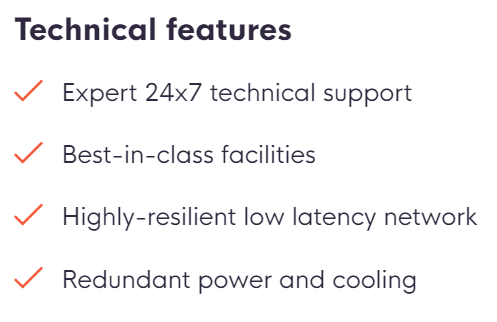 Technical features
Expert 24x7 technical support
Best-in-class facilities
Highly-resilient low latency network
Redundant power and cooling